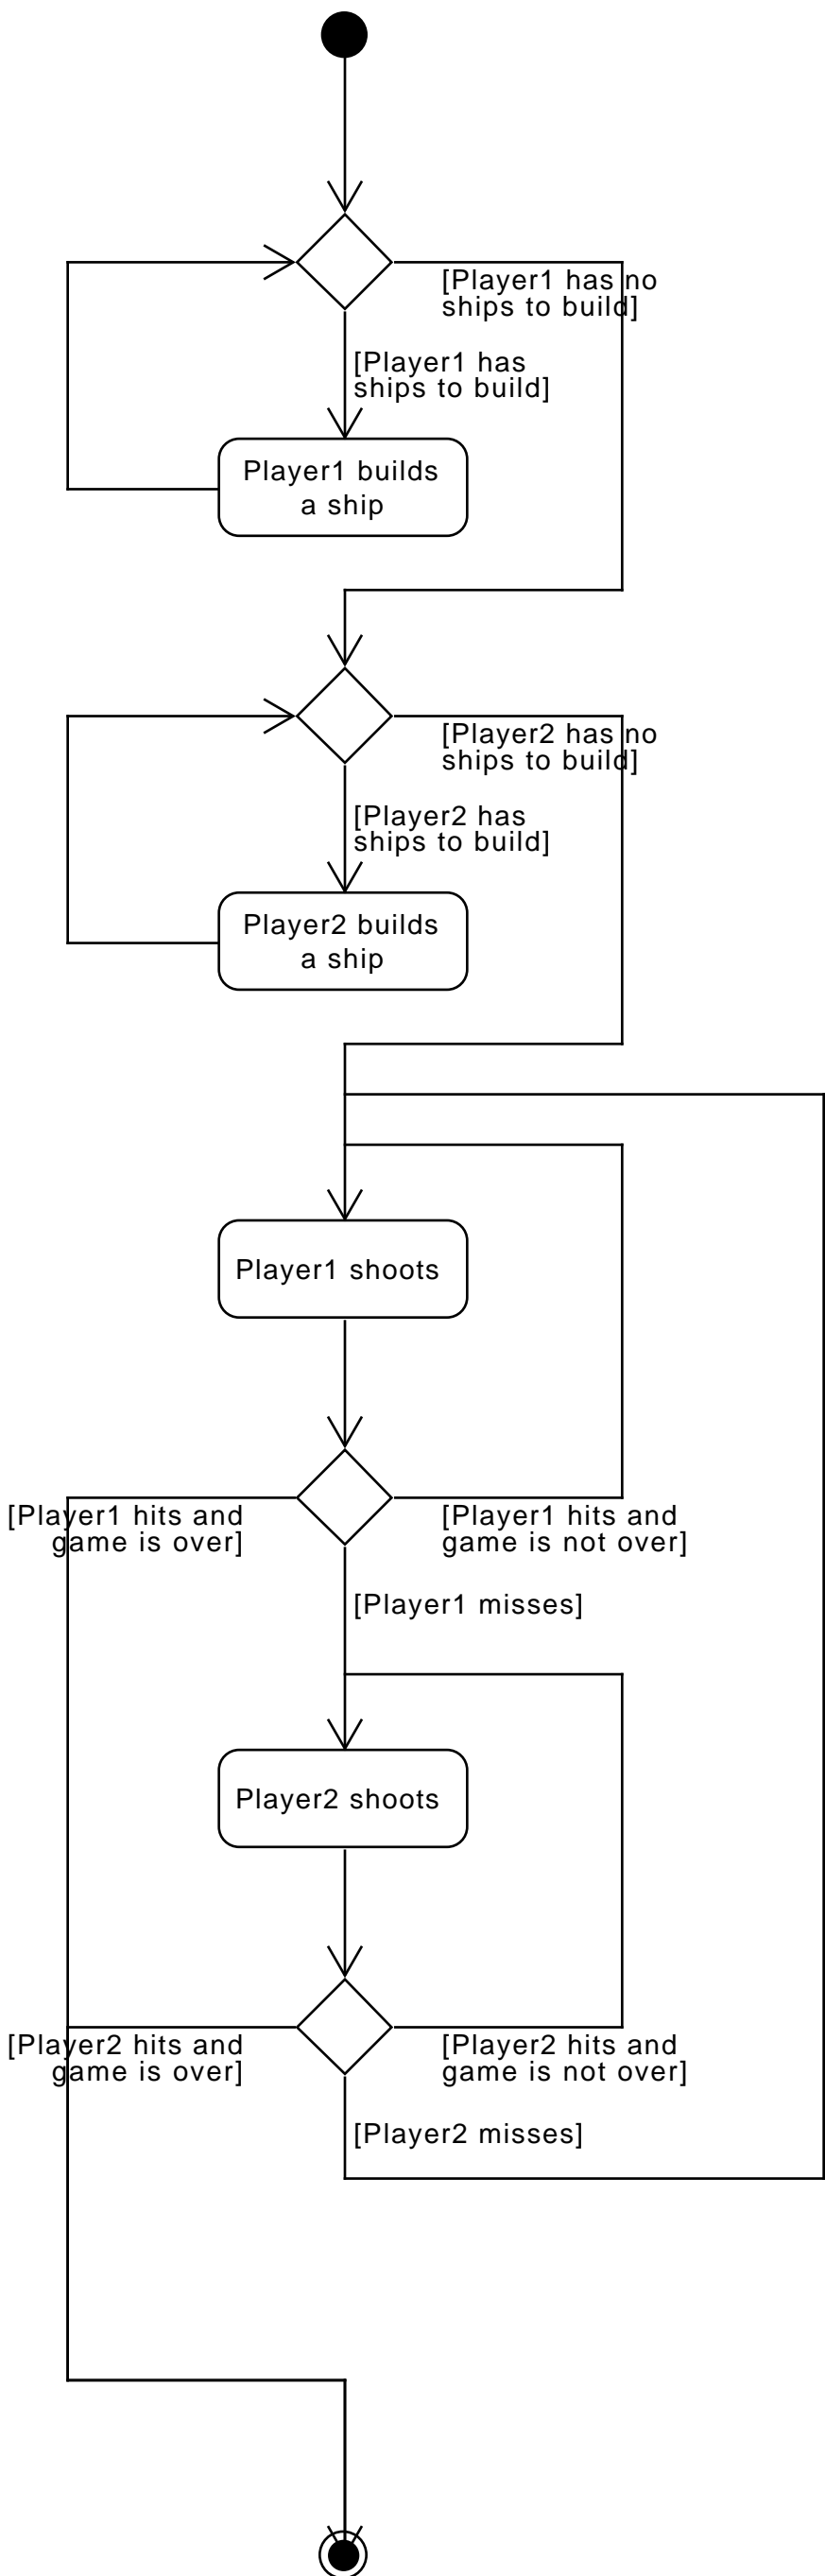 [Player1 has no
ships to build]
[Player1 has
ships to build]
Player1 builds
a ship
[Player2 has no
ships to build]
[Player2 has
ships to build]
Player2 builds
a ship
Player1 shoots
[Player1 hits and
game is over]
[Player1 hits and
game is not over]
[Player1 misses]
Player2 shoots
[Player2 hits and
game is over]
[Player2 hits and
game is not over]
[Player2 misses]